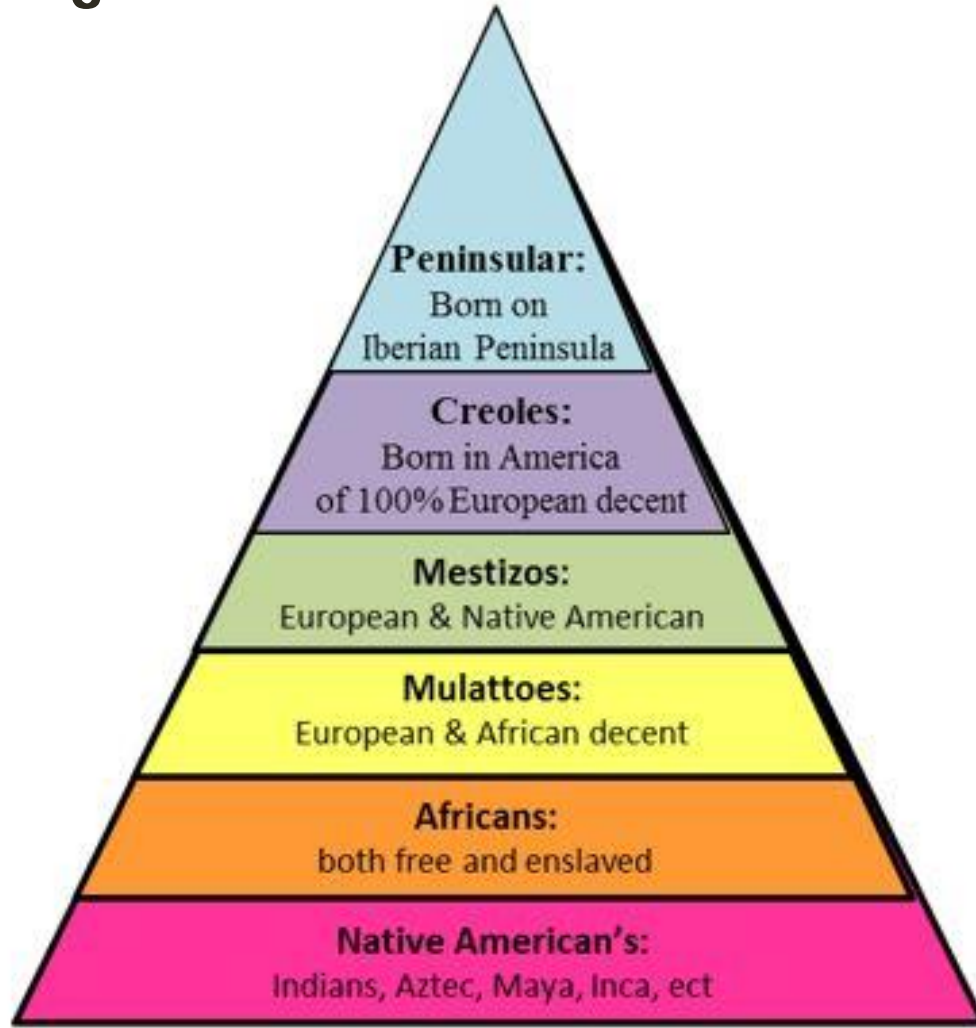 Peninsular:
Born on
Iberian Peninsula
Creoles:
Born in America
of 100% European decent
Mestizos:
European & Native American
Mulattoes:
European & African decent
Africans:
both free and enslaved
Native American’s:
Indians, Aztec, Maya, Inca, ect